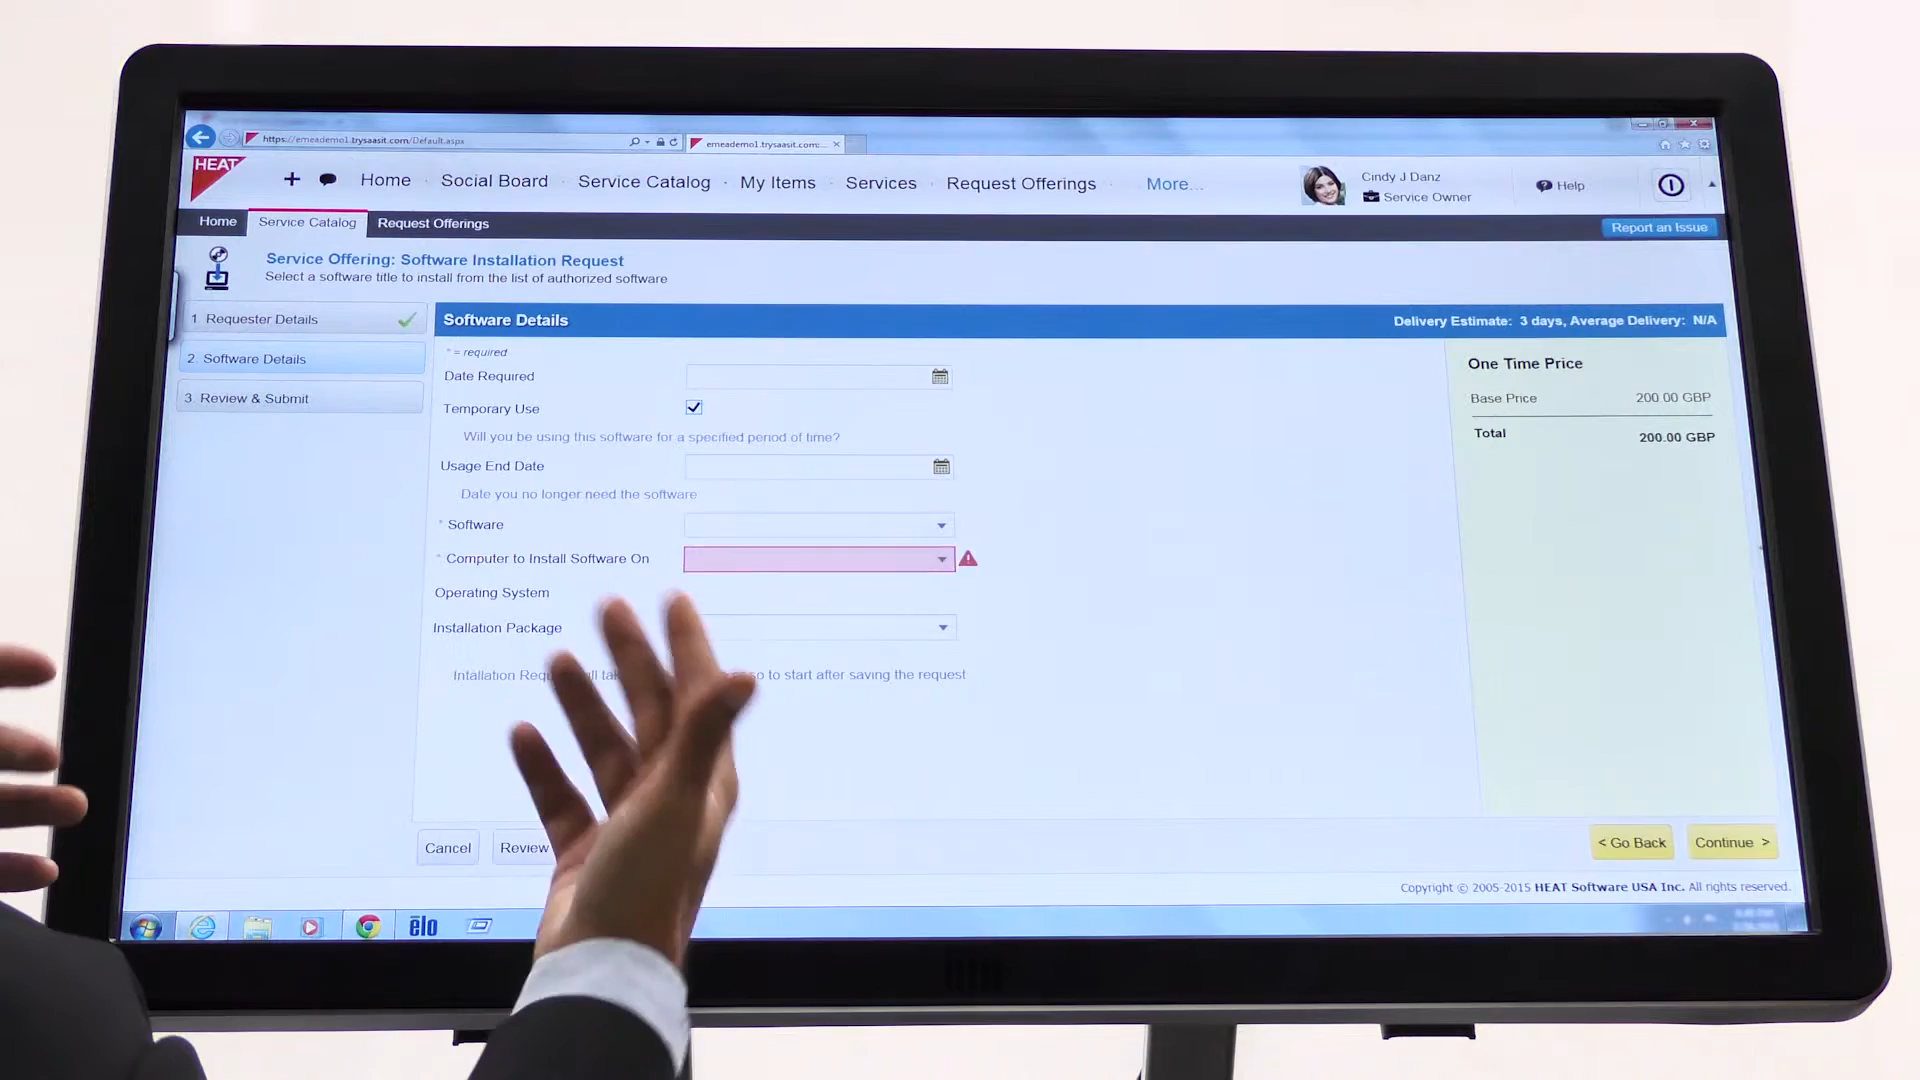 https://emeademo1.trysaasit.com/Default.aspx
emeademo1.trysaasit.com:...
HEAT
Home
Social Board
Service Catalog
My Items
Services
Request Offerings
More...
Cindy J Danz
Service Owner
Help
Home
Service Catalog
Request Offerings
Report an Issue
Service Offering: Software Installation Request
Select a software title to install from the list of authorized software
1. Requester Details
2. Software Details
3 Review & Submit
Software Details
Delivery Estimate: 3 days, Average Delivery: N/A
* = required
Date Required
Temporary Use
Will you be using this software for a specified period of time?
Usage End Date
Date you no longer need the software
* Software
* Computer to Install Software On
Operating System
Installation Package
Intallation so to start after saving the request
One Time Price
Base Price 200.00 GBP
Total 200.00 GBP
Cancel
Review
< Go Back
Continue >
Copyright © 2005-2015 HEAT Software USA Inc. All rights reserved.
elo